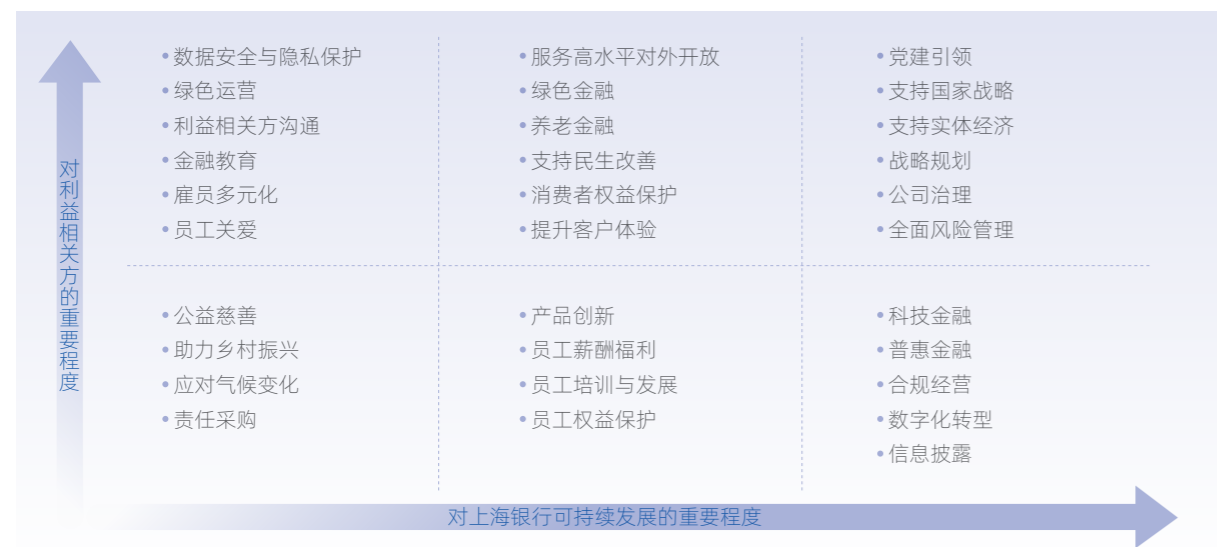 对利益相关方的重要程度
•数据安全与隐私保护
•绿色运营
•利益相关方沟通
•金融教育
•雇员多元化
•员工关爱
•服务高水平对外开放
•绿色金融
•养老金融
•支持民生改善
•消费者权益保护
•提升客户体验
•党建引领
•支持国家战略
•支持实体经济
•战略规划
•公司治理
•全面风险管理
•公益慈善
•助力乡村振兴
•应对气候变化
•责任采购
•产品创新
•员工薪酬福利
•员工培训与发展
•员工权益保护
•科技金融
•普惠金融
•合规经营
•数字化转型
•信息披露
对上海银行可持续发展的重要程度